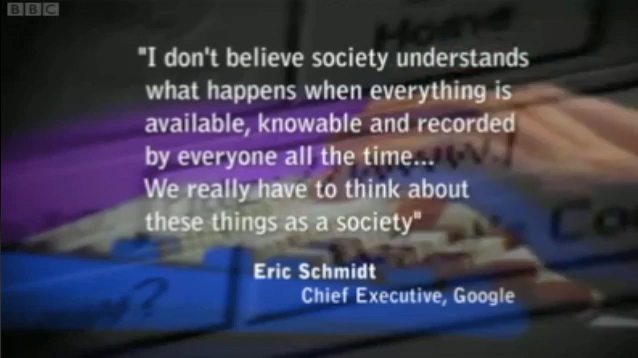 BBC
Home
"I don't believe society understands
what happens when everything is
available, knowable and recorded
by everyone all the time...
We really have to think about
these things as a society"
Eric Schmidt
Chief Executive, Google